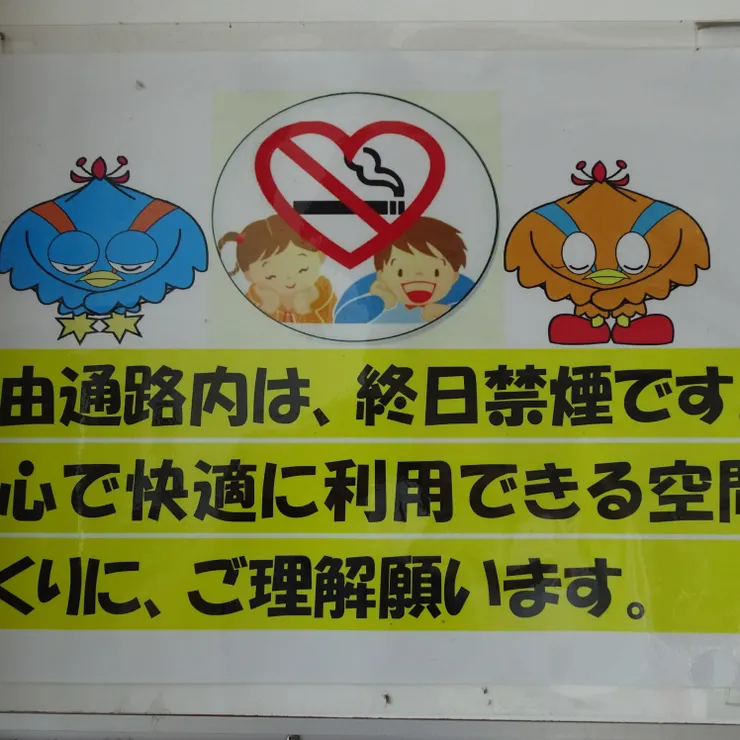 由通路内は、終日禁煙です。
心で快適に利用できる空間
くりに、ご理解願います。